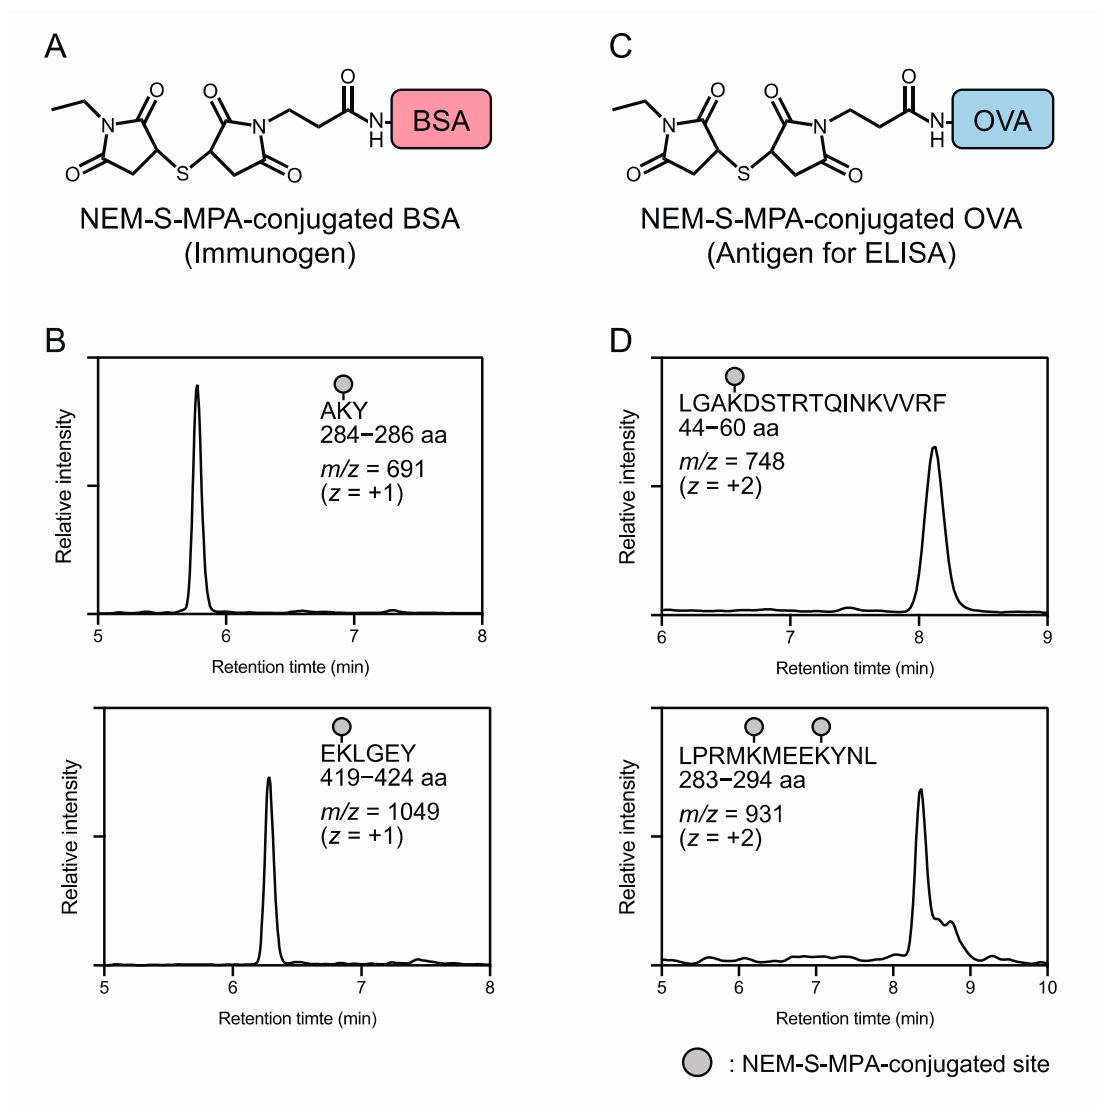 A
O
O
O
N
N
N
H
BSA
O
S
O
NEM-S-MPA-conjugated BSA
(Immunogen)
C
O
O
O
N
N
N
H
OVA
O
S
O
NEM-S-MPA-conjugated OVA
(Antigen for ELISA)
B
Relative intensity
AKY
284–286 aa
m/z = 691
(z = +1)
5 6 7 8
Retention timte (min)
Relative intensity
EKLGEY
419–424 aa
m/z = 1049
(z = +1)
5 6 7 8
Retention timte (min)
D
Relative intensity
LGAKDSTRTQINKVVRF
44–60 aa
m/z = 748
(z = +2)
6 7 8 9
Retention timte (min)
Relative intensity
LPRMKMEEKYNL
283–294 aa
m/z = 931
(z = +2)
5 6 7 8 9 10
Retention timte (min)
: NEM-S-MPA-conjugated site